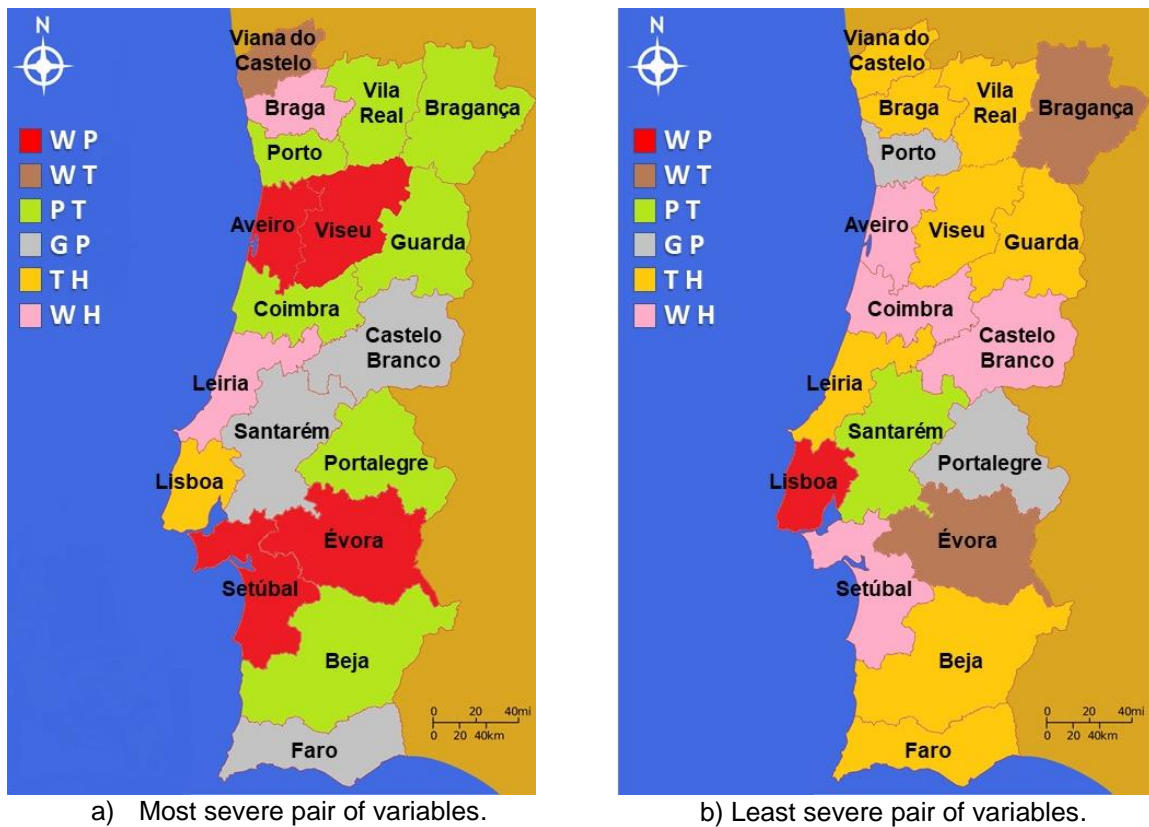 N
Viana do
Castelo
Braga
Vila
Real
Bragança
Porto
W P
W T
P T
G P
T H
W H
Aveiro
Viseu
Guarda
Coimbra
Castelo
Branco
Leiria
Santarém
Portalegre
Lisboa
Évora
Setúbal
Beja
Faro
0 20 40mi
0 20 40km
a) Most severe pair of variables.
N
Viana do
Castelo
Braga
Vila
Real
Bragança
Porto
W P
W T
P T
G P
T H
W H
Aveiro
Viseu
Guarda
Coimbra
Castelo
Branco
Leiria
Santarém
Portalegre
Lisboa
Évora
Setúbal
Beja
Faro
0 20 40mi
0 20 40km
b) Least severe pair of variables.